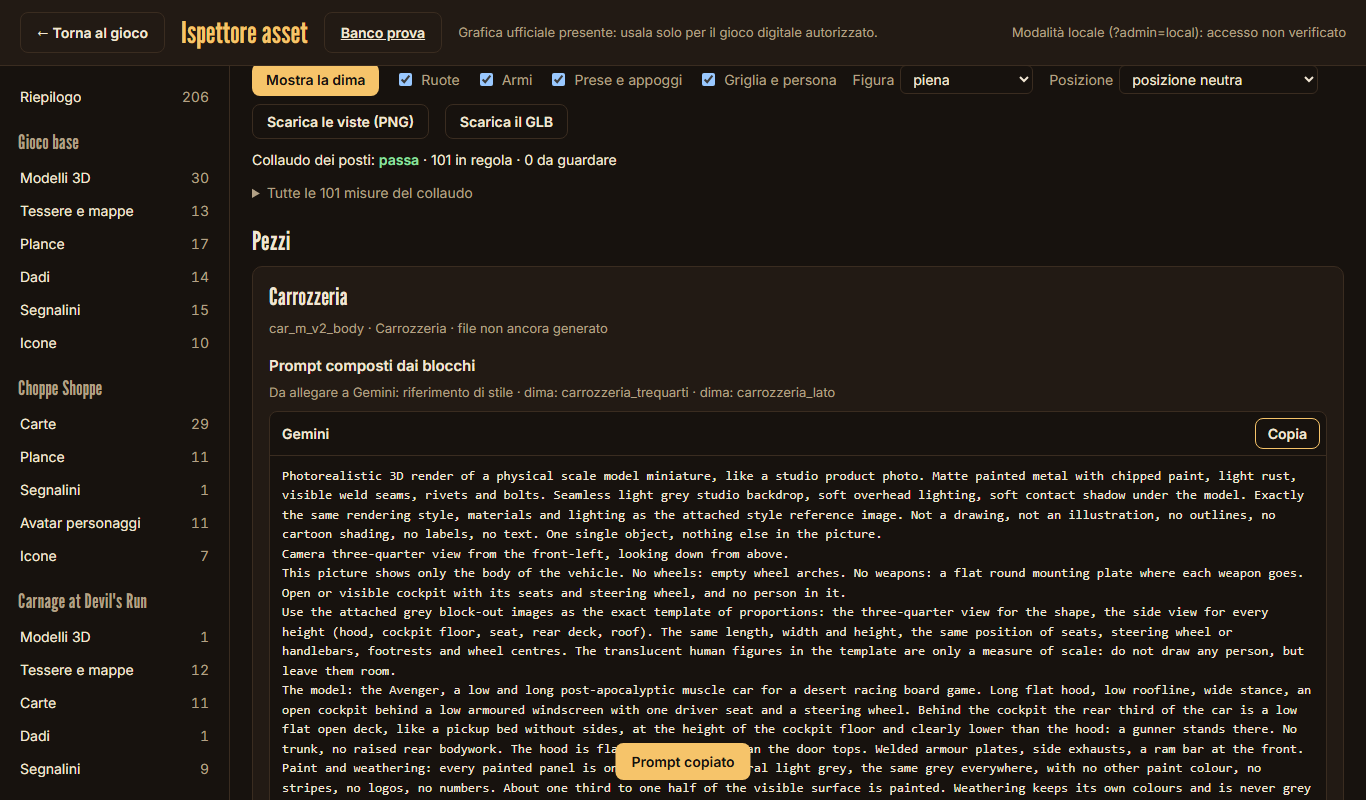 ← Torna al gioco
Ispettore asset
Banco prova
Grafica ufficiale presente: usala solo per il gioco digitale autorizzato.
Modalità locale (?admin=local): accesso non verificato
Riepilogo 206
Gioco base
Modelli 3D 30
Tessere e mappe 13
Plance 17
Dadi 14
Segnalini 15
Icone 10
Choppe Shoppe
Carte 29
Plance 11
Segnalini 1
Avatar personaggi 11
Icone 7
Carnage at Devil's Run
Modelli 3D 1
Tessere e mappe 12
Carte 11
Dadi 1
Segnalini 9
Mostra la dima
Ruote
Armi
Prese e appoggi
Griglia e persona
Figura piena
Posizione posizione neutra
Scarica le viste (PNG)
Scarica il GLB
Collaudo dei posti: passa · 101 in regola · 0 da guardare
▶ Tutte le 101 misure del collaudo
Pezzi
Carrozzeria
car_m_v2_body · Carrozzeria · file non ancora generato
Prompt composti dai blocchi
Da allegare a Gemini: riferimento di stile · dima: carrozzeria_trequarti · dima: carrozzeria_lato
Gemini
Copia
Photorealistic 3D render of a physical scale model miniature, like a studio product photo. Matte painted metal with chipped paint, light rust,
visible weld seams, rivets and bolts. Seamless light grey studio backdrop, soft overhead lighting, soft contact shadow under the model. Exactly
the same rendering style, materials and lighting as the attached style reference image. Not a drawing, not an illustration, no outlines, no
cartoon shading, no labels, no text. One single object, nothing else in the picture.
Camera three-quarter view from the front-left, looking down from above.
This picture shows only the body of the vehicle. No wheels: empty wheel arches. No weapons: a flat round mounting plate where each weapon goes.
Open or visible cockpit with its seats and steering wheel, and no person in it.
Use the attached grey block-out images as the exact template of proportions: the three-quarter view for the shape, the side view for every
height (hood, cockpit floor, seat, rear deck, roof). The same length, width and height, the same position of seats, steering wheel or
handlebars, footrests and wheel centres. The translucent human figures in the template are only a measure of scale: do not draw any person, but
leave them room.
The model: the Avenger, a low and long post-apocalyptic muscle car for a desert racing board game. Long flat hood, low roofline, wide stance, an
open cockpit behind a low armoured windscreen with one driver seat and a steering wheel. Behind the cockpit the rear third of the car is a low
flat open deck, like a pickup bed without sides, at the height of the cockpit floor and clearly lower than the hood: a gunner stands there. No
trunk, no raised rear bodywork. The hood is an the door tops. Welded armour plates, side exhausts, a ram bar at the front.
Paint and weathering: every painted panel is light grey, the same grey everywhere, with no other paint colour, no
stripes, no logos, no numbers. About one third to one half of the visible surface is painted. Weathering keeps its own colours and is never grey
Prompt copiato